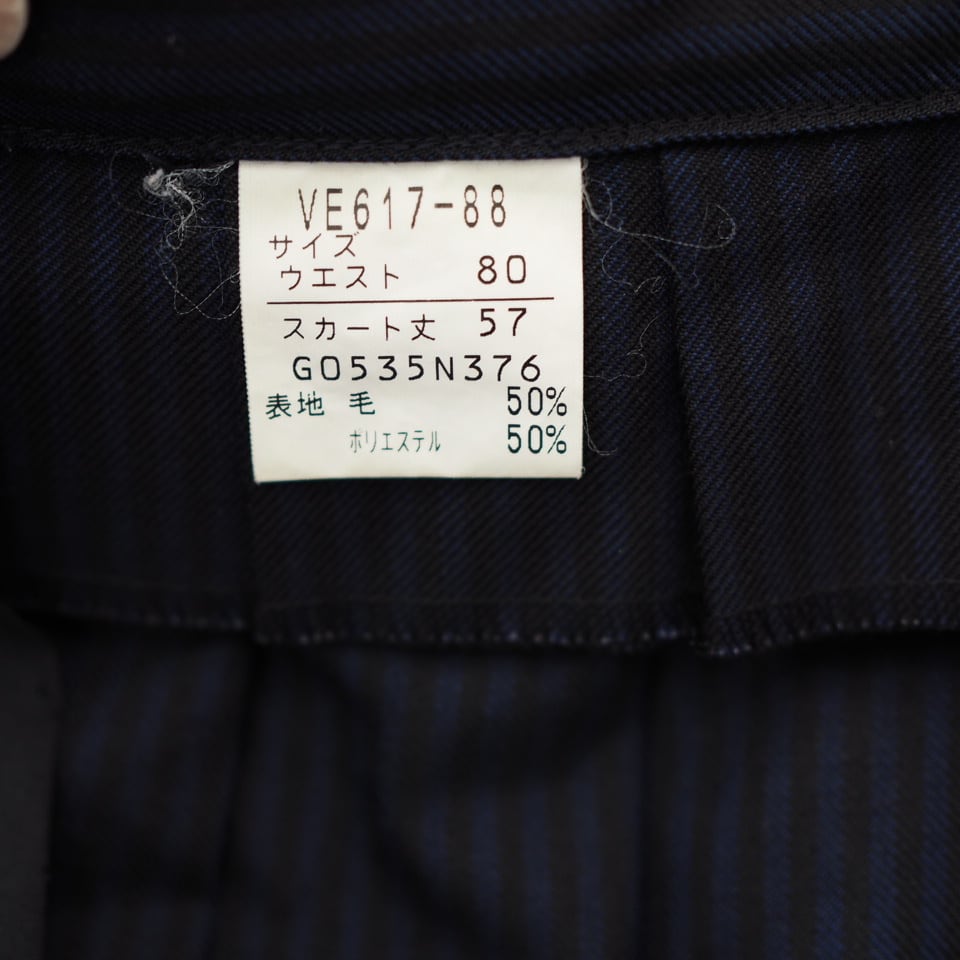 VE617-88
サイズ
ウエスト 80
スカート丈 57
G0535N376
表地 毛 50%
ポリエステル 50%